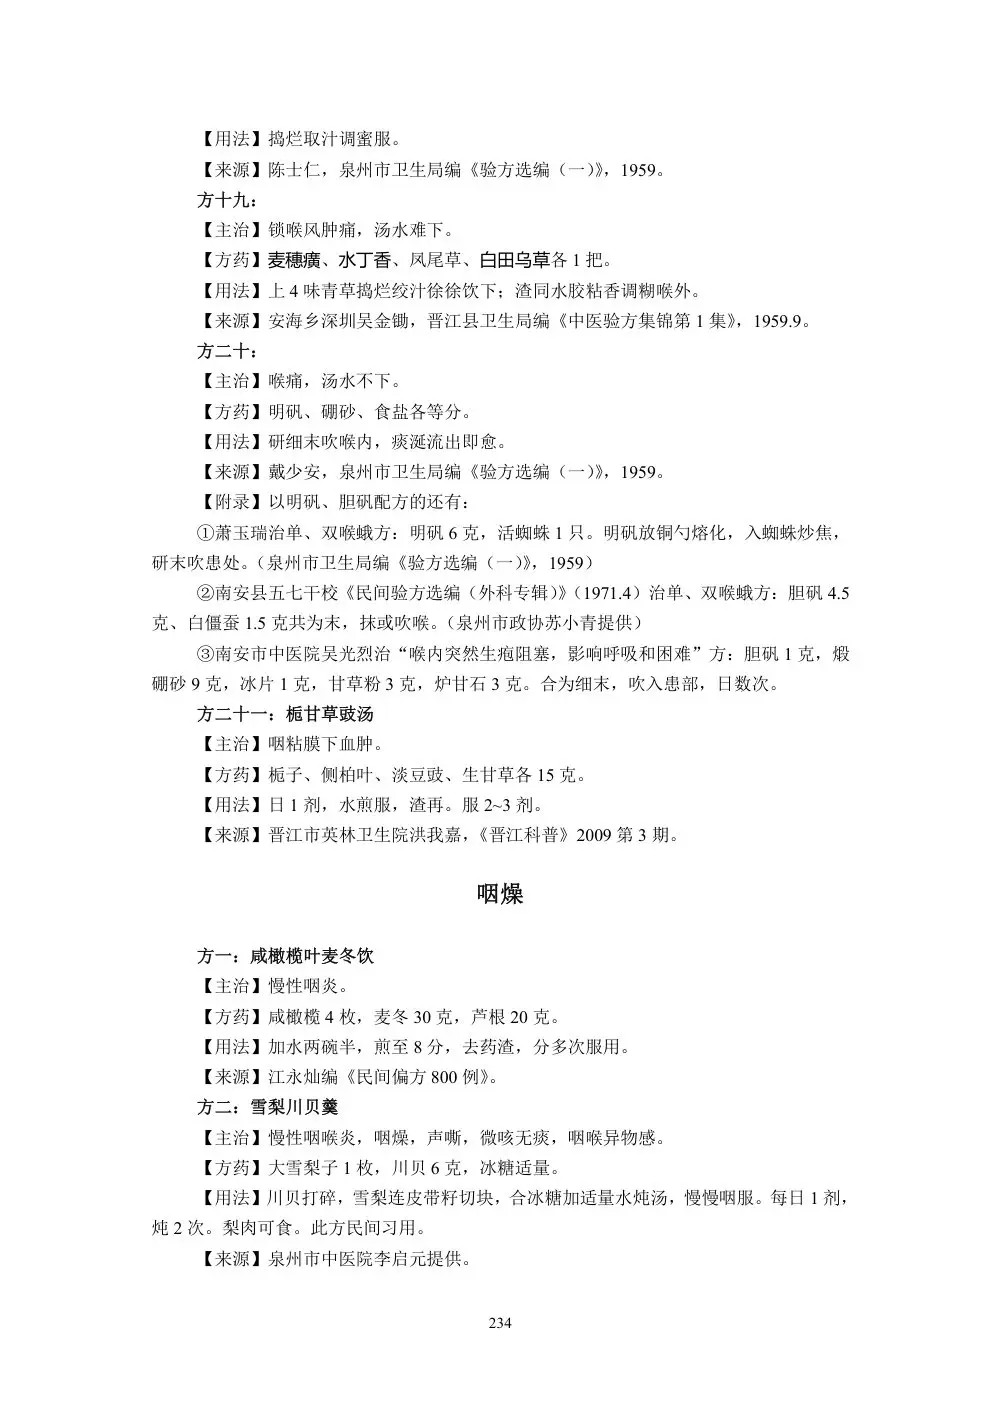 【用法】捣烂取汁调蜜服。
【来源】陈士仁，泉州市卫生局编《验方选编（一）》，1959。
方十九：
【主治】锁喉风肿痛，汤水难下。
【方药】麦穗癀、水丁香、凤尾草、白田乌草各 1 把。
【用法】上 4 味青草捣烂绞汁徐徐饮下；渣同水胶粘香调糊喉外。
【来源】安海乡深圳吴金锄，晋江县卫生局编《中医验方集锦第 1 集》，1959.9。
方二十：
【主治】喉痛，汤水不下。
【方药】明矾、硼砂、食盐各等分。
【用法】研细末吹喉内，痰涎流出即愈。
【来源】戴少安，泉州市卫生局编《验方选编（一）》，1959。
【附录】以明矾、胆矾配方的还有：
①萧玉瑞治单、双喉蛾方：明矾 6 克，活蜘蛛 1 只。明矾放铜勺熔化，入蜘蛛炒焦，
研末吹患处。（泉州市卫生局编《验方选编（一）》，1959）
②南安县五七干校《民间验方选编（外科专辑）》（1971.4）治单、双喉蛾方：胆矾 4.5
克、白僵蚕 1.5 克共为末，抹或吹喉。（泉州市政协苏小青提供）
③南安市中医院吴光烈治“喉内突然生疱阻塞，影响呼吸和困难”方：胆矾 1 克，煅
硼砂 9 克，冰片 1 克，甘草粉 3 克，炉甘石 3 克。合为细末，吹入患部，日数次。
方二十一：栀甘草豉汤
【主治】咽粘膜下血肿。
【方药】栀子、侧柏叶、淡豆豉、生甘草各 15 克。
【用法】日 1 剂，水煎服，渣再。服 2~3 剂。
【来源】晋江市英林卫生院洪我嘉，《晋江科普》2009 第 3 期。
咽燥
方一：咸橄榄叶麦冬饮
【主治】慢性咽炎。
【方药】咸橄榄 4 枚，麦冬 30 克，芦根 20 克。
【用法】加水两碗半，煎至 8 分，去药渣，分多次服用。
【来源】江永灿编《民间偏方 800 例》。
方二：雪梨川贝羹
【主治】慢性咽喉炎，咽燥，声嘶，微咳无痰，咽喉异物感。
【方药】大雪梨子 1 枚，川贝 6 克，冰糖适量。
【用法】川贝打碎，雪梨连皮带籽切块，合冰糖加适量水炖汤，慢慢咽服。每日 1 剂，
炖 2 次。梨肉可食。此方民间习用。
【来源】泉州市中医院李启元提供。
234